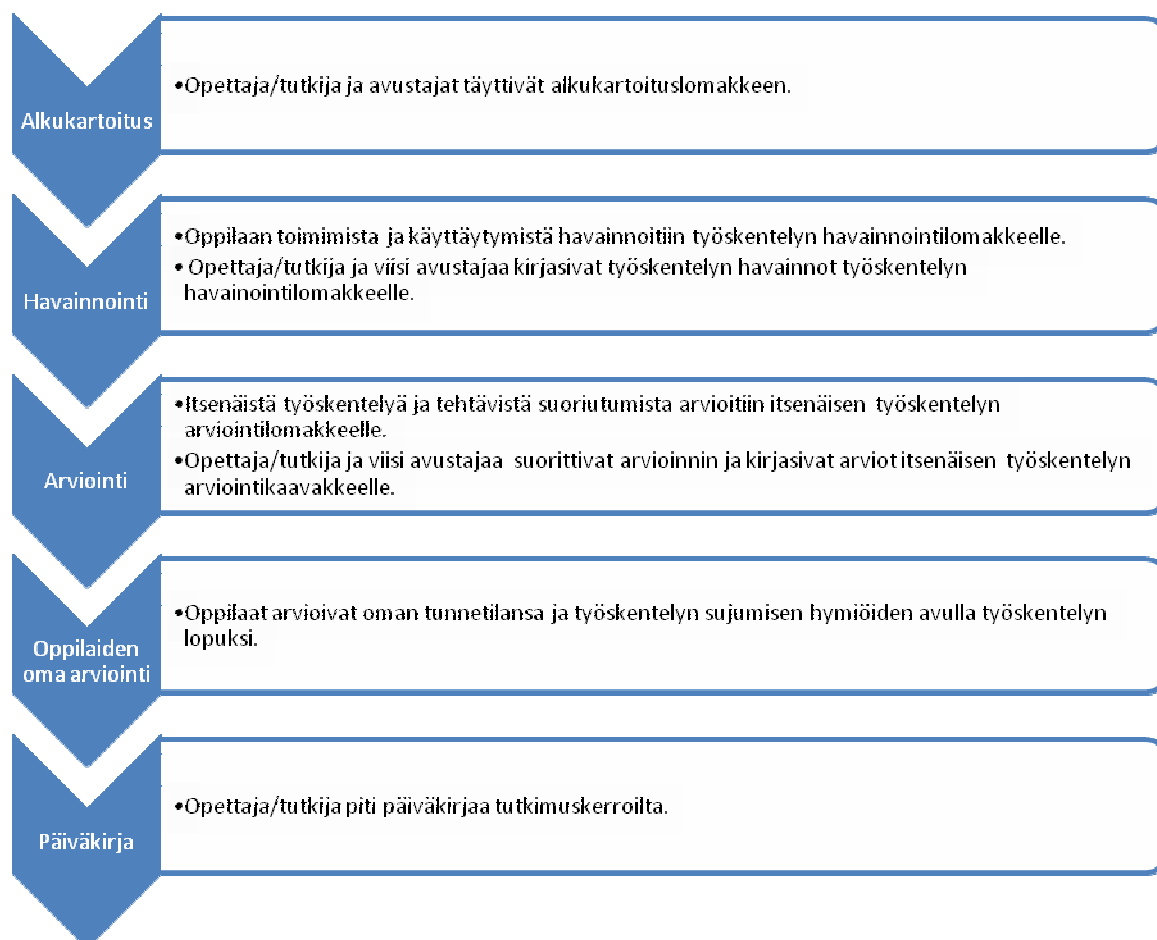 Alkukartoitus
•Opettaja/tutkija ja avustajat täyttivät alkukartoituslomakkeen.
Havainnointi
•Oppilaan toimimista ja käyttäytymistä havainnoitiin työskentelyn havainnointilomakkeelle.
• Opettaja/tutkija ja viisi avustajaa kirjasivat työskentelyn havainnot työskentelyn
havainointilomakkeelle.
Arviointi
•Itsenäistä työskentelyä ja tehtävistä suoriutumista arvioitiin itsenäisen työskentelyn
arviointilomakkeelle.
•Opettaja/tutkija ja viisi avustajaa suorittivat arvioinnin ja kirjasivat arviot itsenäisen työskentelyn
arviointikaavakkeelle.
Oppilaiden
oma arviointi
•Oppilaat arvioivat oman tunnetilansa ja työskentelyn sujumisen hymiöiden avulla työskentelyn
lopuksi.
Päiväkirja
•Opettaja/tutkija piti päiväkirjaa tutkimuskerroilta.